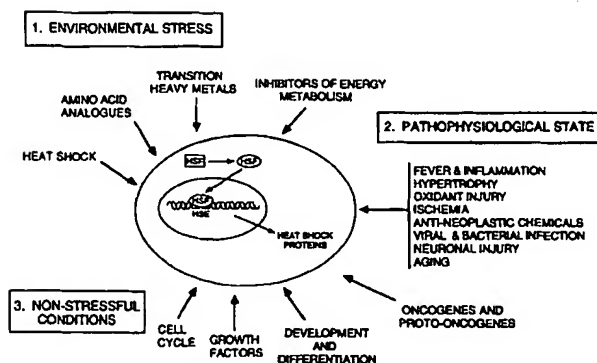 1. ENVIRONMENTAL STRESS
TRANSITION
HEAVY METALS
INHIBITORS OF ENERGY
METABOLISM
AMINO ACID
ANALOGUES
HEAT SHOCK
HSF
HSF
HSF
HSE
HEAT SHOCK
PROTEINS
2. PATHOPHYSIOLOGICAL STATE
FEVER & INFLAMMATION
HYPERTROPHY
OXIDANT INJURY
ISCHEMIA
ANTI-NEOPLASTIC CHEMICALS
VIRAL & BACTERIAL INFECTION
NEURONAL INJURY
AGING
3. NON-STRESSFUL
CONDITIONS
CELL
CYCLE
GROWTH
FACTORS
DEVELOPMENT
AND
DIFFERENTIATION
ONCOGENES AND
PROTO-ONCOGENES